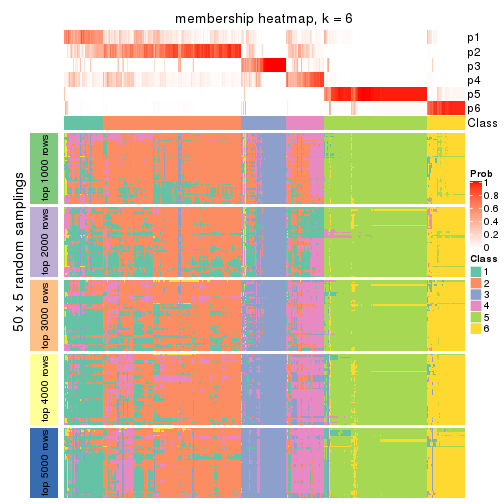 membership heatmap, k = 6
p1
p2
p3
p4
p5
p6
Class
50 x 5 random samplings
top 1000 rows
top 2000 rows
top 3000 rows
top 4000 rows
top 5000 rows
Prob
1
0.8
0.6
0.4
0.2
0
Class
1
2
3
4
5
6